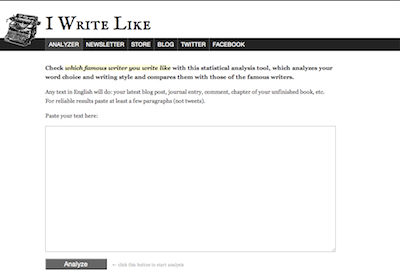 I WRITE LIKE
ANALYZER NEWSLETTER STORE BLOG TWITTER FACEBOOK
Check which famous writer you write like with this statistical analysis tool, which analyzes your
word choice and writing style and compares them with those of the famous writers.
Any text in English will do: your latest blog post, journal entry, comment, chapter of your unfinished book, etc.
For reliable results paste at least a few paragraphs (not tweets).
Paste your text here:
Analyze ← click this button to start analysis